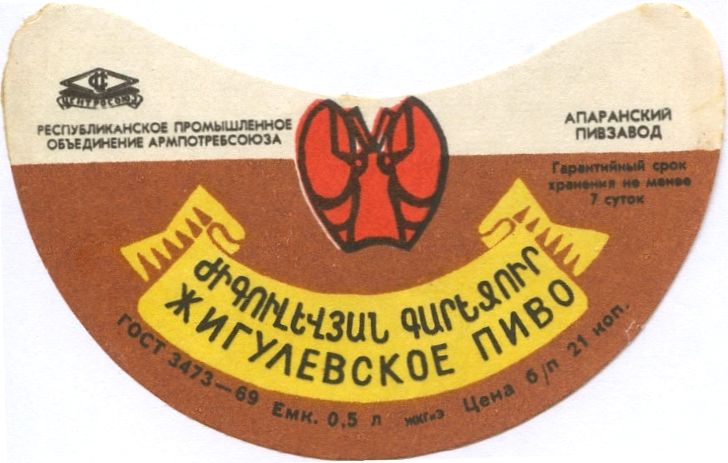 ЦЕНТРОСОЮЗ
РЕСПУБЛИКАНСКОЕ ПРОМЫШЛЕННОЕ
ОБЪЕДИНЕНИЕ АРМПОТРЕБСОЮЗА
АПАРАНСКИЙ
ПИВЗАВОД
Гарантийный срок
хранения не менее
7 суток
ԺԻԳՈՒԼԵՎՅԱՆ ԳԱՐԵՋՈՒՐ
ЖИГУЛЕВСКОЕ ПИВО
ГОСТ 3473—69 Емк. 0,5 л ЖКГиЭ Цена б/п 21 коп.